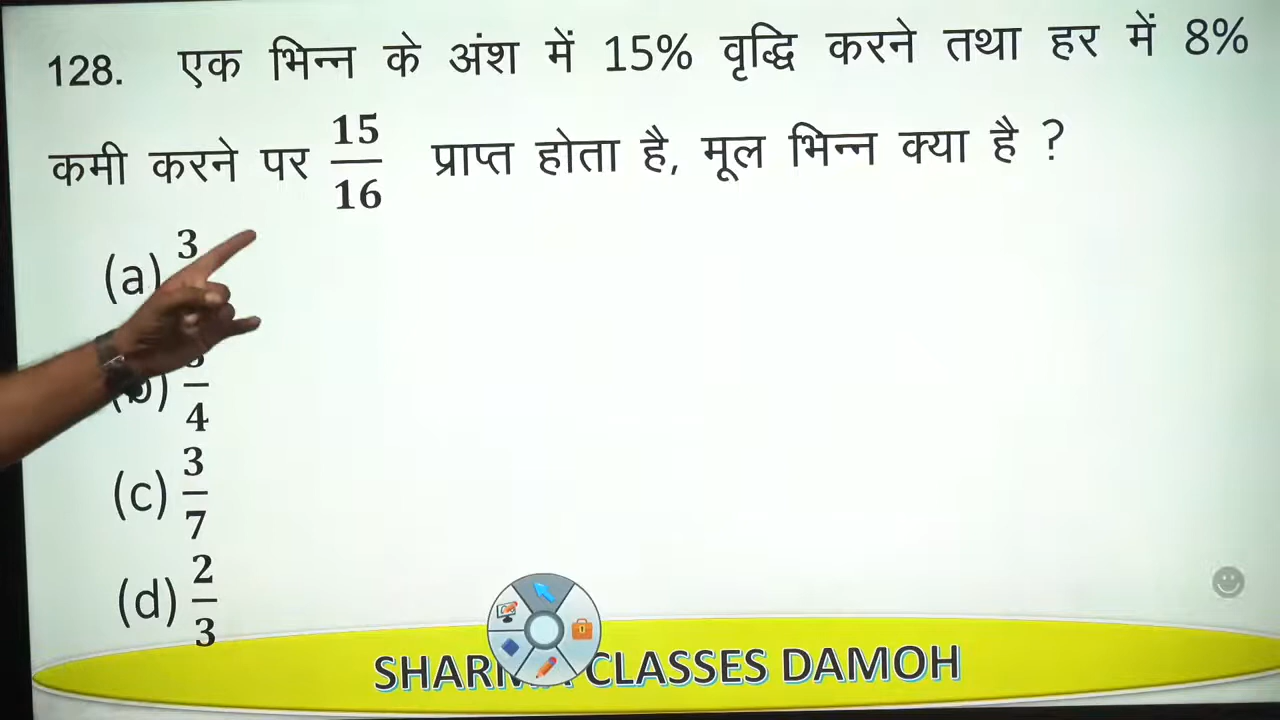 128. एक भिन्न के अंश में 15% वृद्धि करने तथा हर में 8%
कमी करने पर 15/16 प्राप्त होता है, मूल भिन्न क्या है ?
(a) 3
4
(c) 3/7
(d) 2/3
CLASSES DAMOH